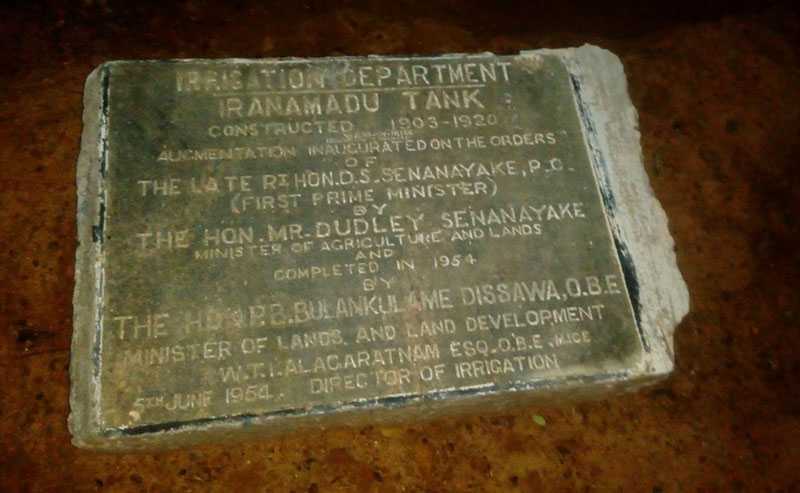 IRRIGATION DEPARTMENT
IRANAMADU TANK
CONSTRUCTED 1903-1920
AUGMENTATION INAUGURATED ON THE ORDERS
OF
THE LATE RT HON. D.S. SENANAYAKE, P.C.
(FIRST PRIME MINISTER)
BY
THE HON. MR. DUDLEY SENANAYAKE
MINISTER OF AGRICULTURE AND LANDS
AND
COMPLETED IN 1954
BY
THE HON. P.B. BULANKULAME DISSAWA, O.B.E
MINISTER OF LANDS AND LAND DEVELOPMENT
W.T.I. ALAGARATNAM ESQ. O.B.E., MICE
5TH JUNE 1954. DIRECTOR OF IRRIGATION